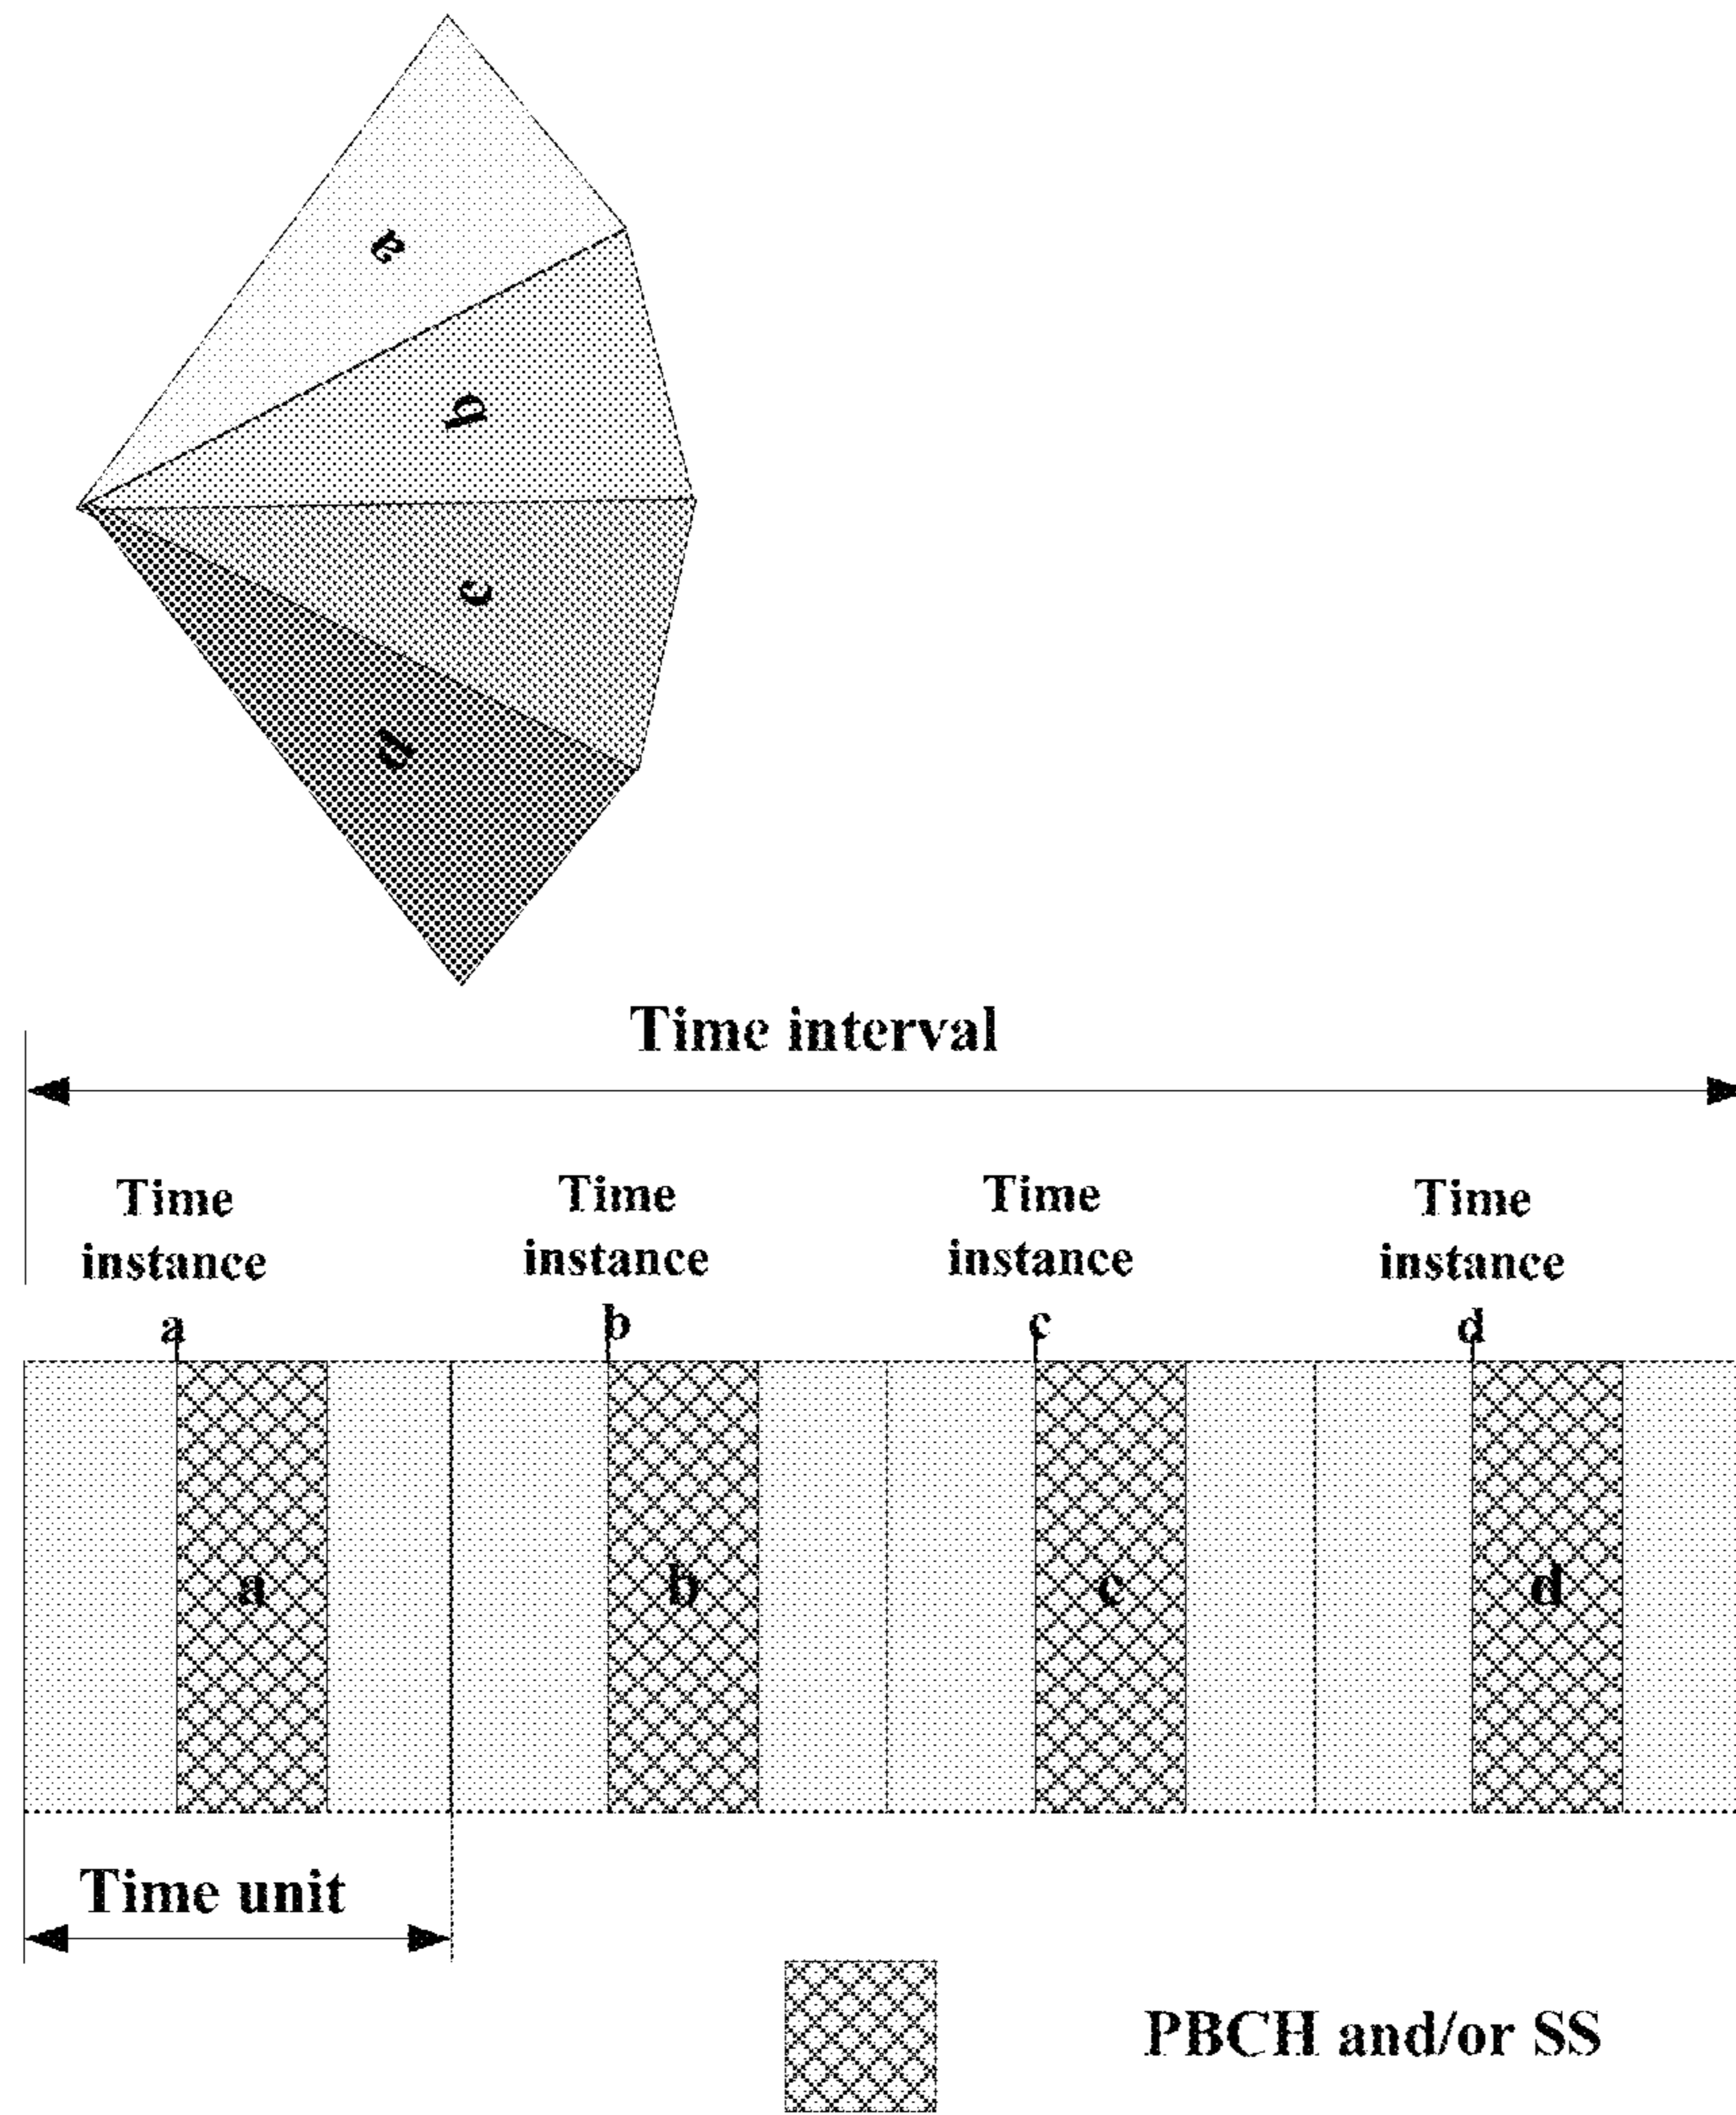 a
b
c
d
Time interval
Time instance a
Time instance b
Time instance c
Time instance d
a
b
c
d
Time unit
PBCH and/or SS